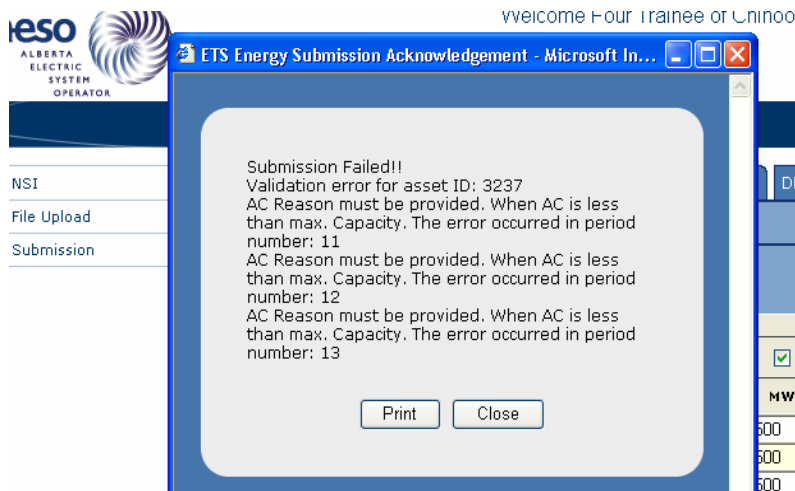 Welcome Four Trainee of Chinoo
aeso
ALBERTA
ELECTRIC
SYSTEM
OPERATOR
ETS Energy Submission Acknowledgement - Microsoft In...
NSI
File Upload
Submission
Submission Failed!!
Validation error for asset ID: 3237
AC Reason must be provided. When AC is less
than max. Capacity. The error occurred in period
number: 11
AC Reason must be provided. When AC is less
than max. Capacity. The error occurred in period
number: 12
AC Reason must be provided. When AC is less
than max. Capacity. The error occurred in period
number: 13
Print Close
MW
500
500
500